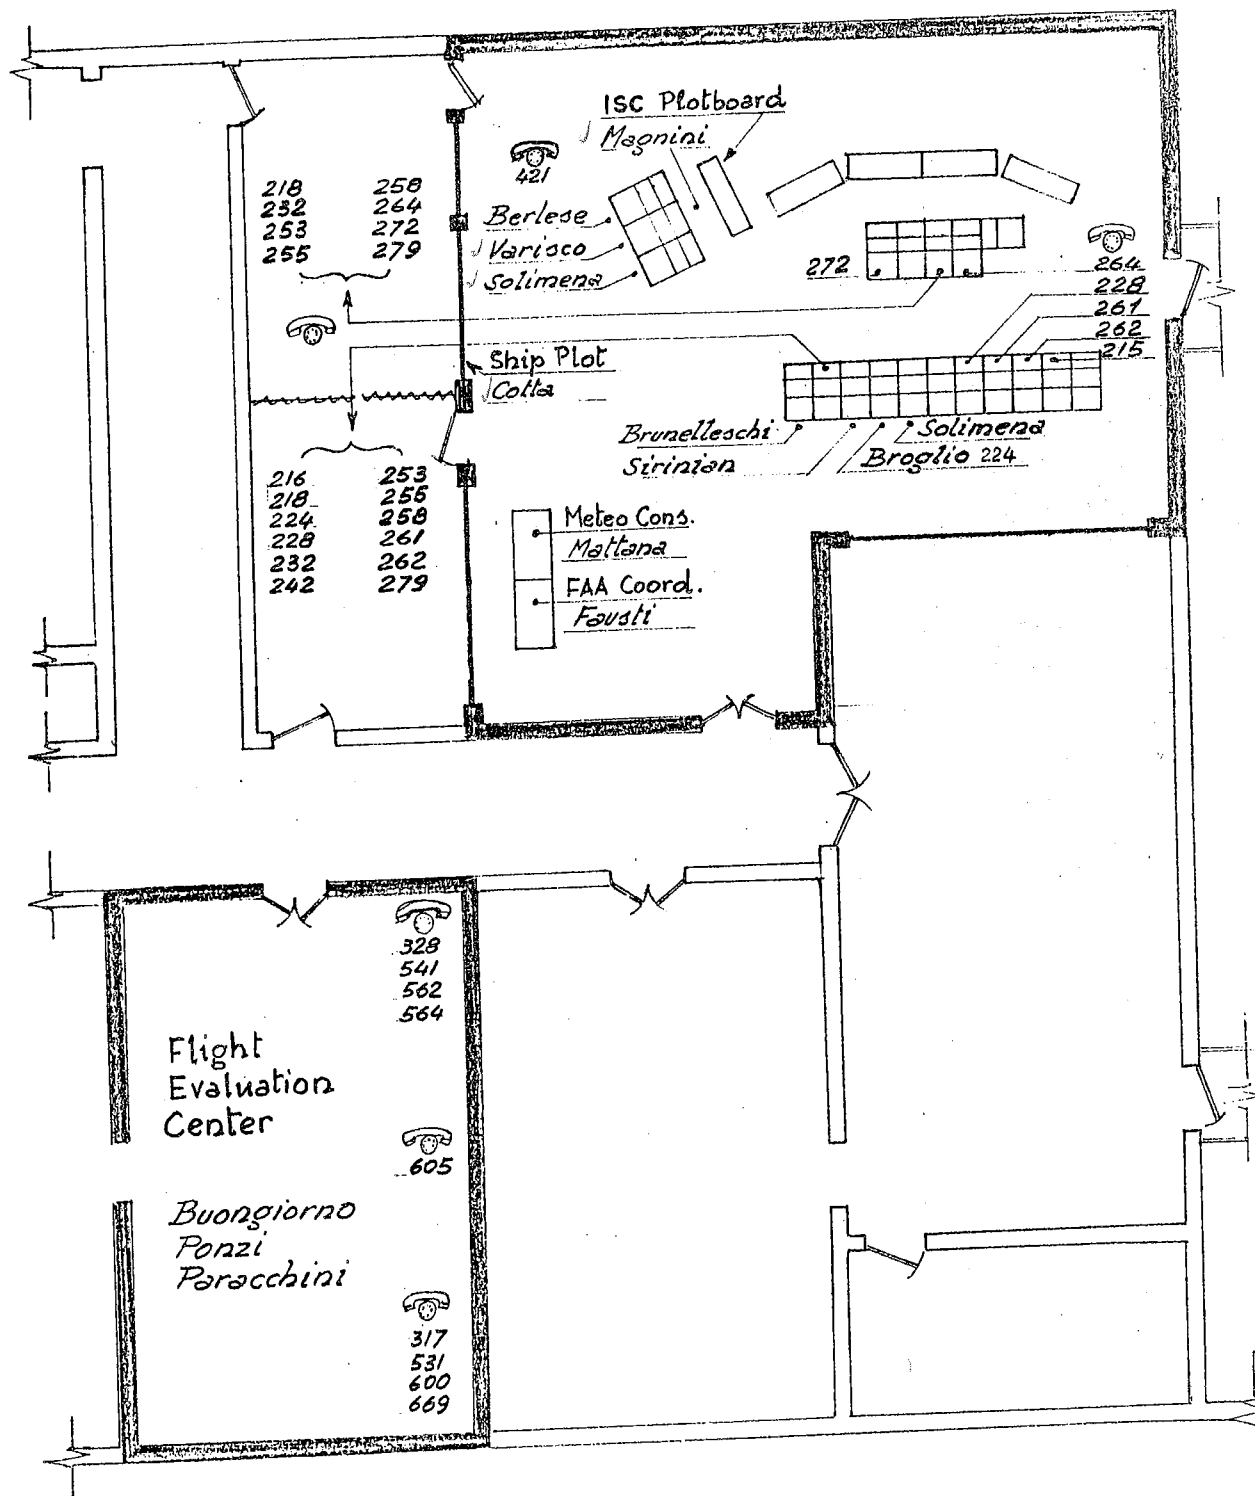 ISC Plotboard
Magnini
421
218 258
232 264
253 272
255 279
Berlese
Varisco
Solimena
272
264
228
261
262
215
Ship Plot
Cotta
Brunelleschi
Solimena
Sirinian
Broglio 224
216 253
218 255
224 258
228 261
232 262
242 279
Meteo Cons.
Mattana
FAA Coord.
Fausti
328
541
562
564
Flight
Evaluation
Center
605
Buongiorno
Ponzi
Paracchini
317
531
600
669